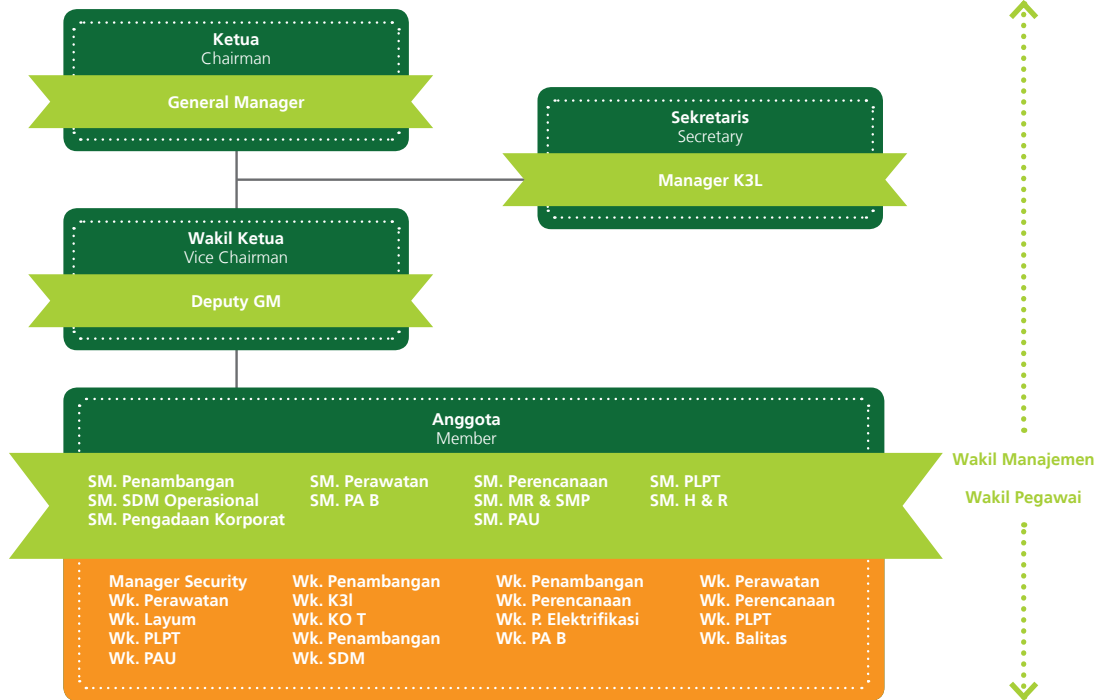 Ketua
Chairman
General Manager
Sekretaris
Secretary
Manager K3L
Wakil Ketua
Vice Chairman
Deputy GM
Anggota
Member
SM. Penambangan
SM. SDM Operasional
SM. Pengadaan Korporat
SM. Perawatan
SM. PA B
SM. Perencanaan
SM. MR & SMP
SM. PAU
SM. PLPT
SM. H & R
Wakil Manajemen
Wakil Pegawai
Manager Security
Wk. Perawatan
Wk. Layum
Wk. PLPT
Wk. PAU
Wk. Penambangan
Wk. K3l
Wk. KO T
Wk. Penambangan
Wk. SDM
Wk. Penambangan
Wk. Perencanaan
Wk. P. Elektrifikasi
Wk. PA B
Wk. Perawatan
Wk. Perencanaan
Wk. PLPT
Wk. Balitas